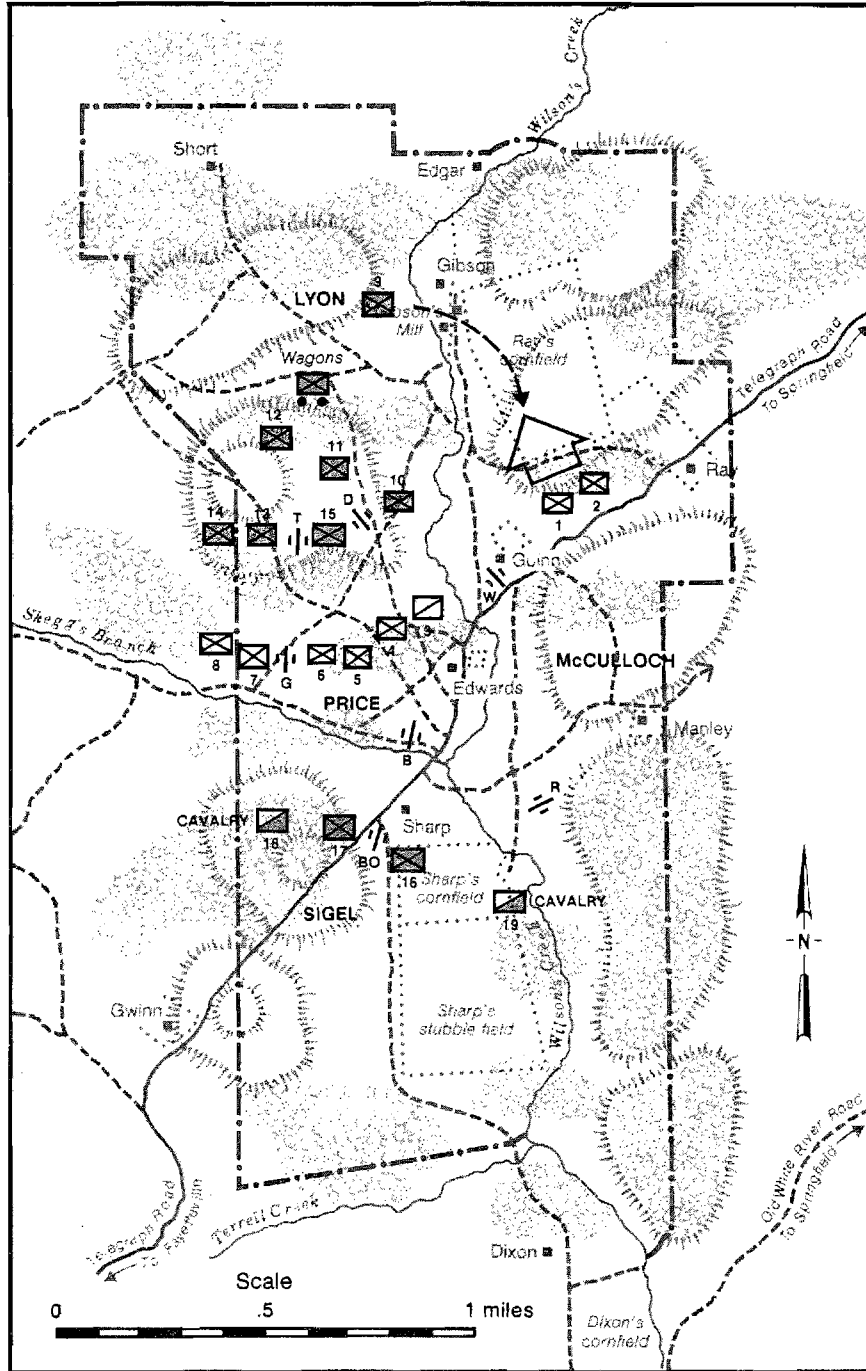 Wilson's Creek
Short
Edgar
Gibson
LYON
Mill
Ray's
cornfield
Wagons
Telegraph Road
To Springfield
12
11
10
Ray
D
2
1
14
13
T
15
Guinn
W
Skegg's Branch
4
8
7
G
6
5
McCULLOCH
PRICE
Edwards
Manley
B
R
CAVALRY
18
17
Sharp
BO
16
Sharp's
cornfield
CAVALRY
19
SIGEL
N
Wilson's Creek
Sharp's
stubble field
Gwinn
Old White River Road
To Springfield
Telegraph Road
To Fayetteville
Terrell Creek
Dixon
Scale
0 .5 1 miles
Dixon's
cornfield